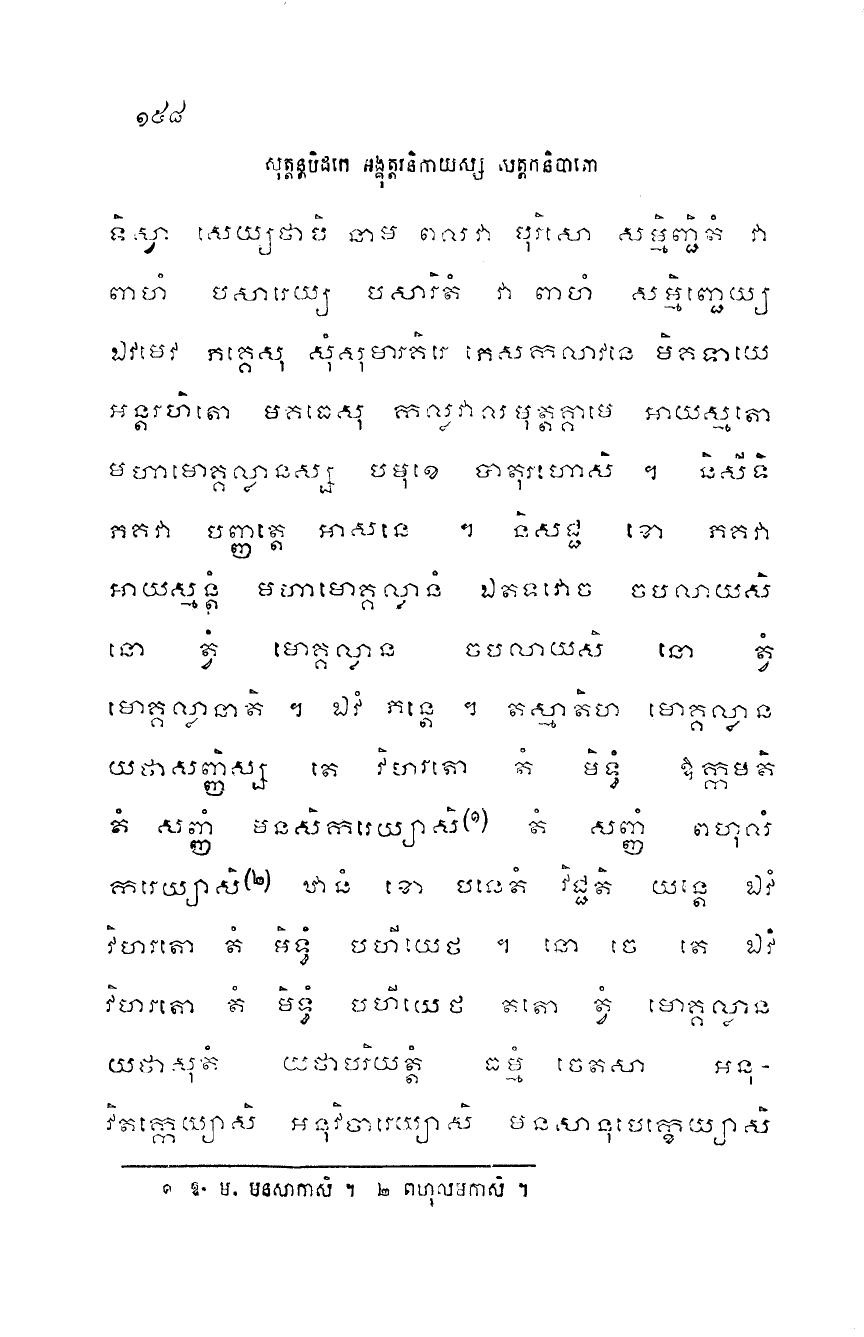 ១៥៨
សុត្តន្តបិដកេ អង្គុត្តរនិកាយស្ស សត្តកនិបាតោ
ទិស្វា សេយ្យថាបិ នាម ពលវា បុរិសោ សម្មិញ្ជិតំ វា
ពាហំ បសារេយ្យ បសារិតំ វា ពាហំ សម្មិញ្ជេយ្យ
ឯវមេវ ភគ្គេសុ សុំសុមារគិរេ ភេសកលាវនេ មិគទាយេ
អន្តរហិតោ មគធេសុ កល្លវាលមុត្តគ្គាមេ អាយស្មតោ
មហាមោគ្គល្លានស្ស បមុខេ បាតុរហោសិ ។ និសីទិ
ភគវា បញ្ញត្តេ អាសនេ ។ និសជ្ជ ខោ ភគវា
អាយស្មន្តំ មហាមោគ្គល្លានំ ឯតទវោច ចបលាយសិ
នោ ត្វំ មោគ្គល្លាន ចបលាយសិ នោ ត្វំ
មោគ្គល្លានាតិ ។ ឯវំ ភន្តេ ។ តស្មាតិហ មោគ្គល្លាន
យថាសញ្ញិស្ស តេ វិហរតោ តំ មិទ្ធំ ឱក្កមតិ
តំ សញ្ញំ មនសិករេយ្យាសិ(១) តំ សញ្ញំ ពហុលំ
ករេយ្យាសិ(២) ឋានំ ខោ បនេតំ វិជ្ជតិ យន្តេ ឯវំ
វិហរតោ តំ មិទ្ធំ បហីយេថ ។ នោ ចេ តេ ឯវំ
វិហរតោ តំ មិទ្ធំ បហីយេថ តតោ ត្វំ មោគ្គល្លាន
យថាសុតំ យថាបរិយត្តំ ធម្មំ ចេតសា អនុ-
វិតក្កេយ្យាសិ អនុវិចារេយ្យាសិ មនសានុបេក្ខេយ្យាសិ
១ ឱ. ម. មនសាកាសិ ។ ២ ពហុលមកាសិ ។